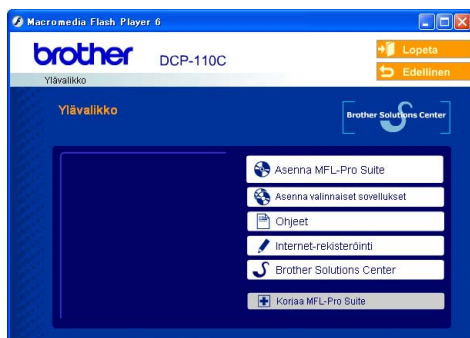 Macromedia Flash Player 6
brother
DCP-110C
Lopeta
Edellinen
Ylävalikko
Ylävalikko
Brother Solutions Center
Asenna MFL-Pro Suite
Asenna valinnaiset sovellukset
Ohjeet
Internet-rekisteröinti
Brother Solutions Center
Korjaa MFL-Pro Suite